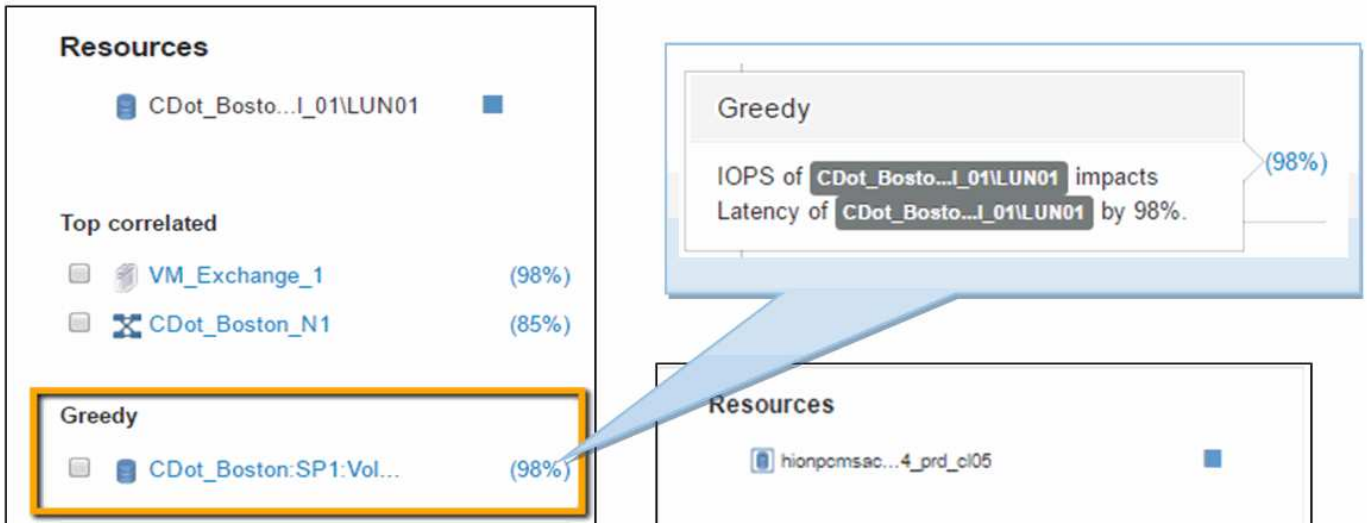 Resources
CDot_Bosto...l_01\LUN01
Top correlated
VM_Exchange_1 (98%)
CDot_Boston_N1 (85%)
Greedy
CDot_Boston:SP1:Vol... (98%)
Greedy
IOPS of CDot_Bosto...l_01\LUN01 impacts
Latency of CDot_Bosto...l_01\LUN01 by 98%.
(98%)
Resources
hionpcmsac...4_prd_cl05